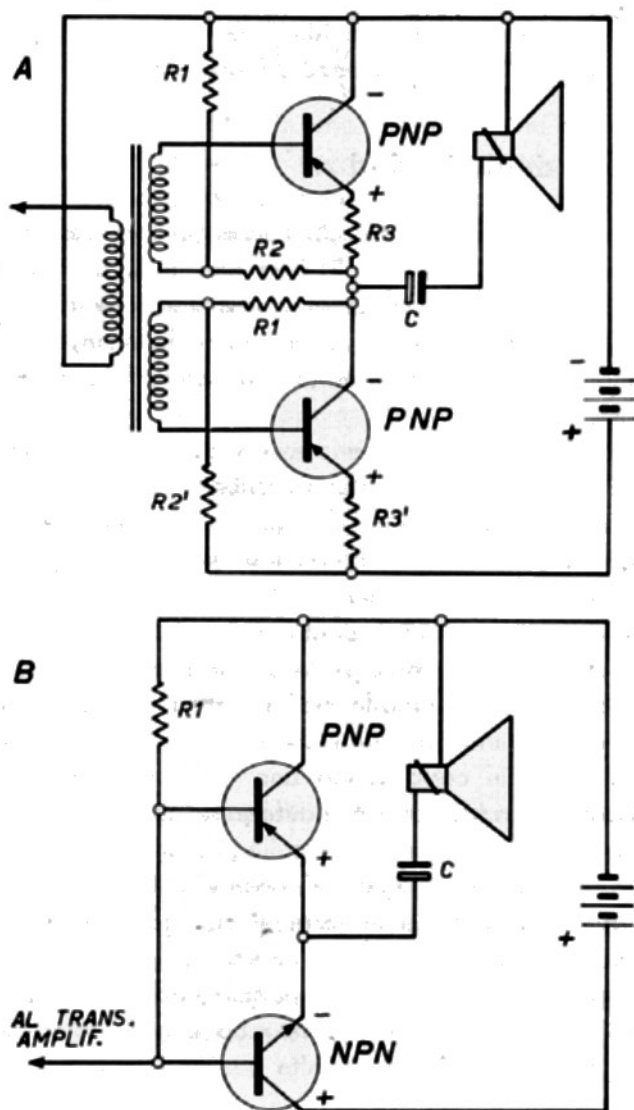 A
R1
PNP
-
+
R3
R2
R1
C
-
+
PNP
-
+
R2'
R3'
B
R1
PNP
+
C
+
AL TRANS.
AMPLIF.
-
NPN
+